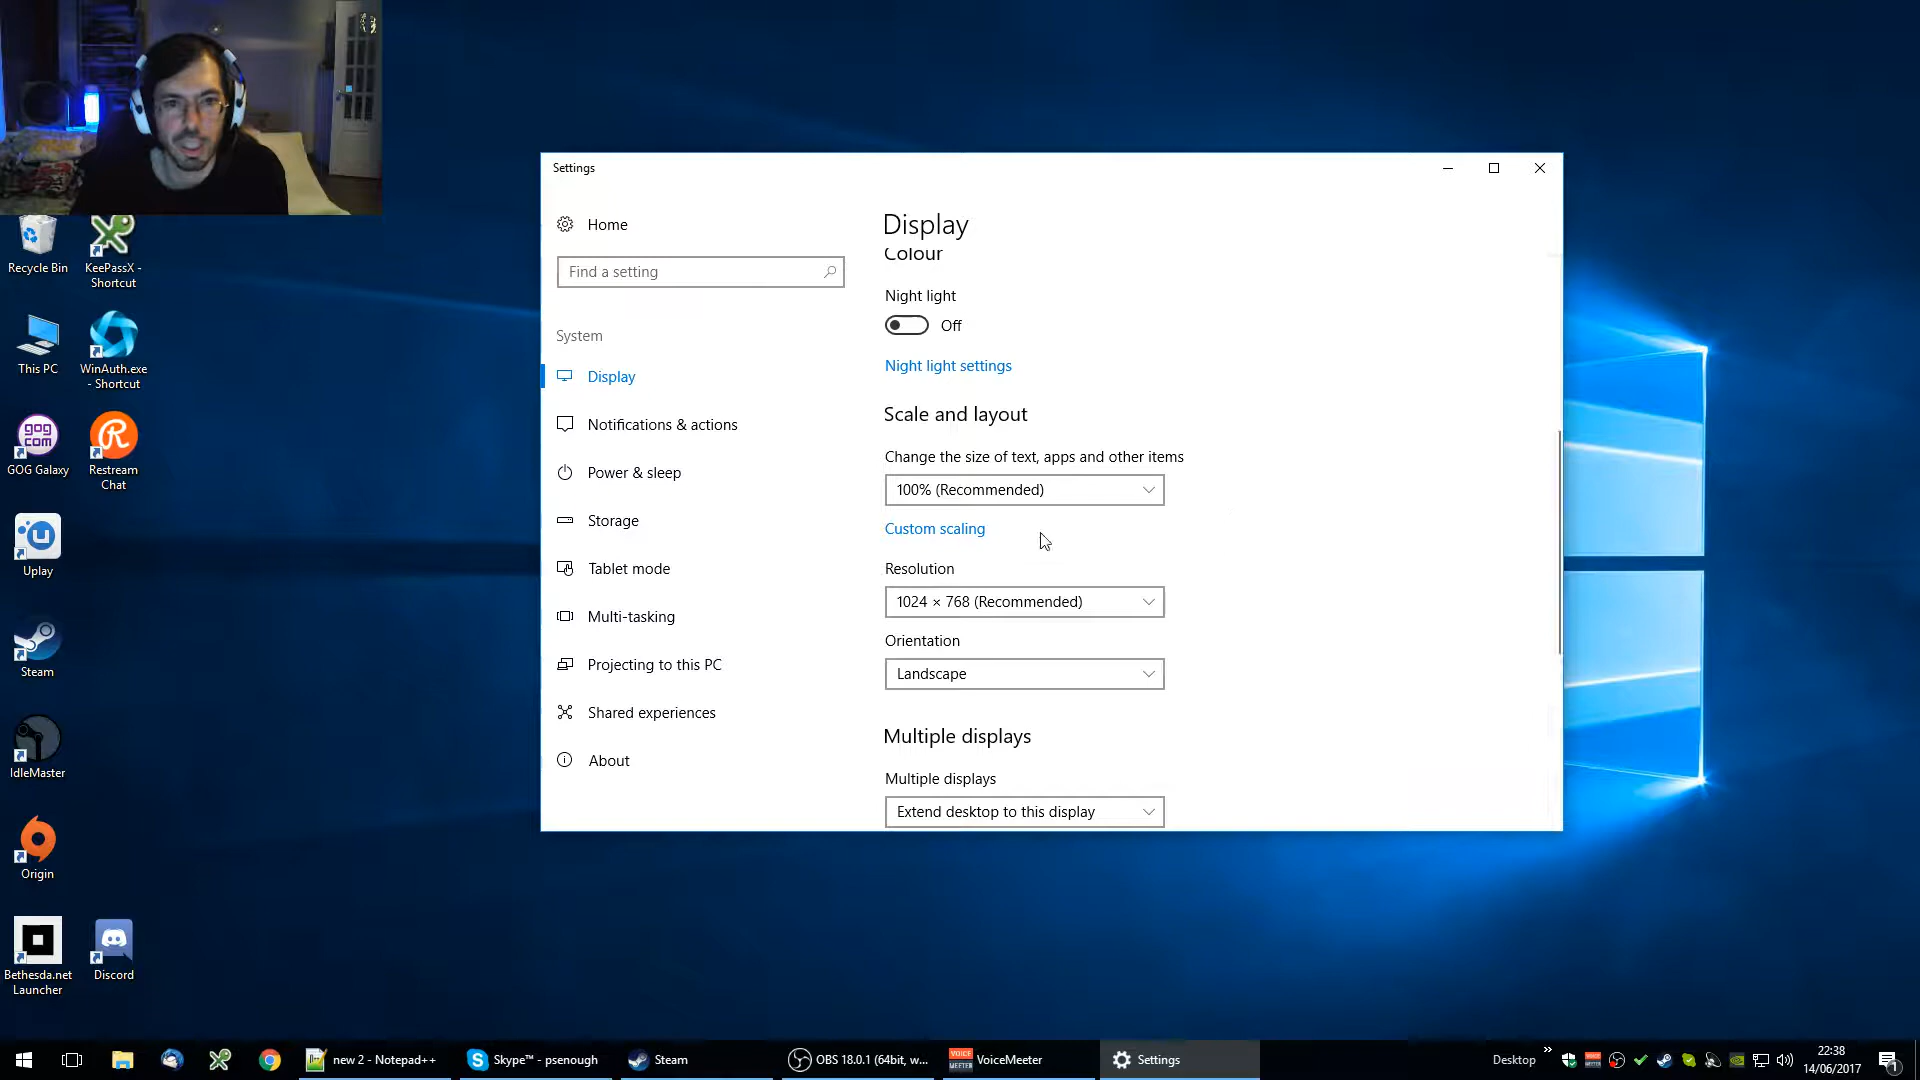 Recycle Bin
KeePassX -
Shortcut
This PC
WinAuth.exe
- Shortcut
gog
com
GOG Galaxy
Restream
Chat
Uplay
Steam
IdleMaster
Origin
Bethesda.net
Launcher
Discord
Settings
Home
Find a setting
System
Display
Notifications & actions
Power & sleep
Storage
Tablet mode
Multi-tasking
Projecting to this PC
Shared experiences
About
Display
Colour
Night light
Off
Night light settings
Scale and layout
Change the size of text, apps and other items
100% (Recommended)
Custom scaling
Resolution
1024 × 768 (Recommended)
Orientation
Landscape
Multiple displays
Multiple displays
Extend desktop to this display
new 2 - Notepad++
Skype™ - psenough
Steam
OBS 18.0.1 (64bit, w...
VOICE
MEETER
VoiceMeeter
Settings
Desktop
22:38
14/06/2017
1